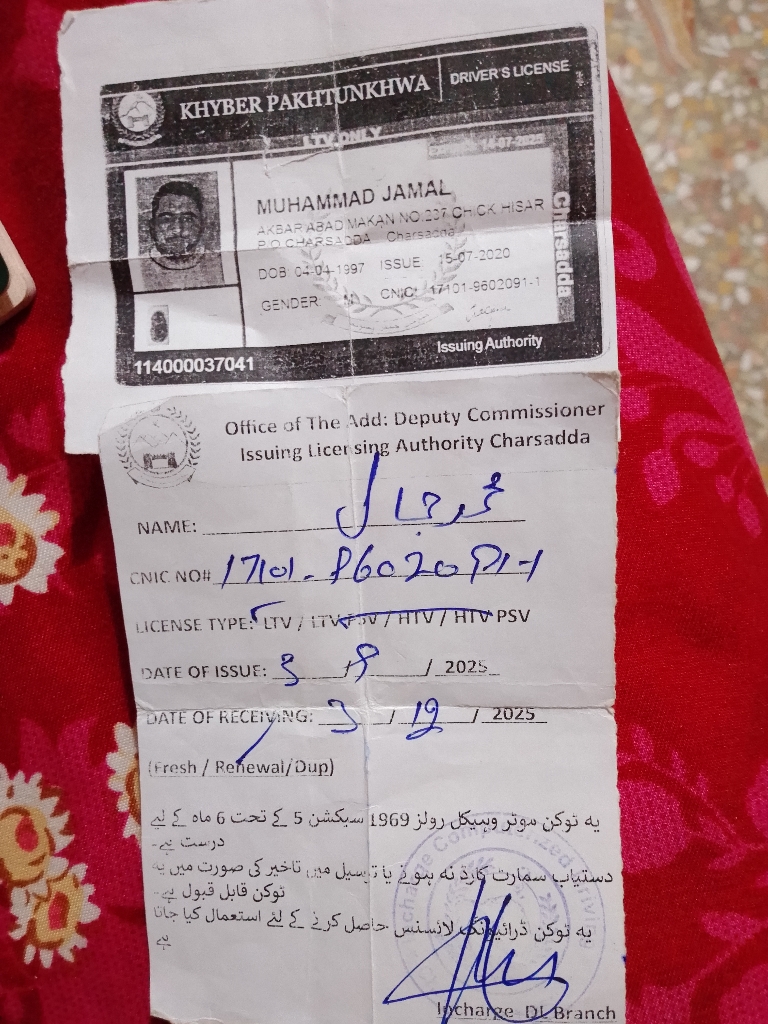 KHYBER PAKHTUNKHWA
DRIVER'S LICENSE
LTV ONLY
14-07-2025
MUHAMMAD JAMAL
AKBAR ABAD MAKAN NO.237 CHICK HISAR
P.O CHARSADDA Charsadda
DOB: 04-04-1997 ISSUE 15-07-2020
GENDER: M CNIC: 17101-9602091-1
Charsadda
114000037041
Issuing Authority
Office of The Add: Deputy Commissioner
Issuing Licensing Authority Charsadda
NAME: محمد جمال
CNIC NO# 17101-9602091-1
LICENSE TYPE: LTV / LTV PSV / HTV / HTV PSV
DATE OF ISSUE: 3 / 9 / 2025
DATE OF RECEIVING: 3 / 12 / 2025
(Fresh / Renewal/Dup)
یہ ٹوکن موٹر وہیکل رولز 1969 سیکشن 5 کے تحت 6 ماہ کے لیے
درست ہے۔
دستیاب سمارٹ کارڈ نہ ہونے یا ترسیل میں تاخیر کی صورت میں یہ
ٹوکن قابل قبول ہے۔
یہ ٹوکن ڈرائیونگ لائسنس حاصل کرنے کے لئے استعمال کیا جاتا
ہے
Incharge DL Branch